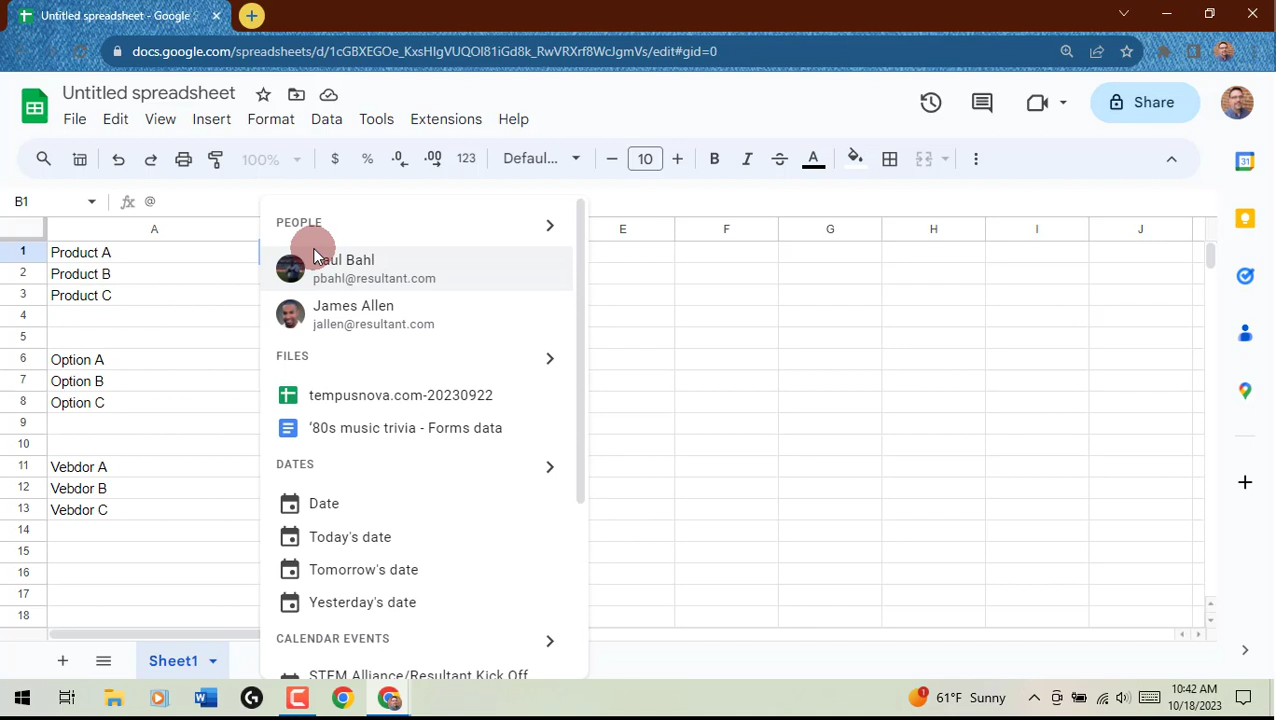 Untitled spreadsheet - Google
docs.google.com/spreadsheets/d/1cGBXEGOe_KxsHIgVUQOl81iGd8k_RwVRXrf8WcJgmVs/edit#gid=0
Untitled spreadsheet
File Edit View Insert Format Data Tools Extensions Help
Share
100% $ % .0 .00 123 Defaul... 10 B I S A
B1 fx @
A E F G H I J
1 Product A
2 Product B
3 Product C
4
5
6 Option A
7 Option B
8 Option C
9
10
11 Vebdor A
12 Vebdor B
13 Vebdor C
14
15
16
17
18
PEOPLE
Bahl
pbahl@resultant.com
James Allen
jallen@resultant.com
FILES
tempusnova.com-20230922
'80s music trivia - Forms data
DATES
Date
Today's date
Tomorrow's date
Yesterday's date
CALENDAR EVENTS
STEM Alliance/Resultant Kick Off
31
Sheet1
61°F Sunny
10:42 AM
10/18/2023